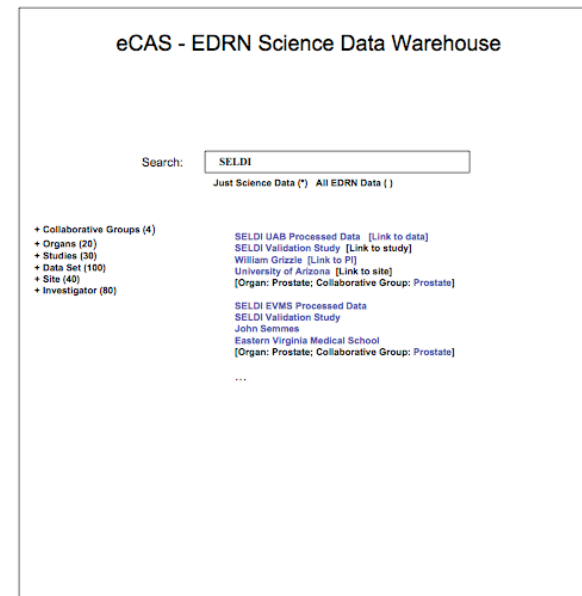 eCAS - EDRN Science Data Warehouse
Search: SELDI
Just Science Data (*) All EDRN Data ( )
+ Collaborative Groups (4)
+ Organs (20)
+ Studies (30)
+ Data Set (100)
+ Site (40)
+ Investigator (80)
SELDI UAB Processed Data [Link to data]
SELDI Validation Study [Link to study]
William Grizzle [Link to PI]
University of Arizona [Link to site]
[Organ: Prostate; Collaborative Group: Prostate]
SELDI EVMS Processed Data
SELDI Validation Study
John Semmes
Eastern Virginia Medical School
[Organ: Prostate; Collaborative Group: Prostate]
...